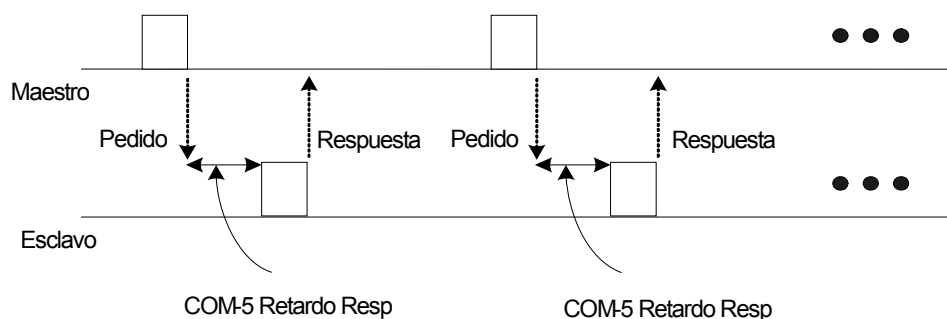 Maestro
Pedido Respuesta Pedido Respuesta
Esclavo
COM-5 Retardo Resp COM-5 Retardo Resp